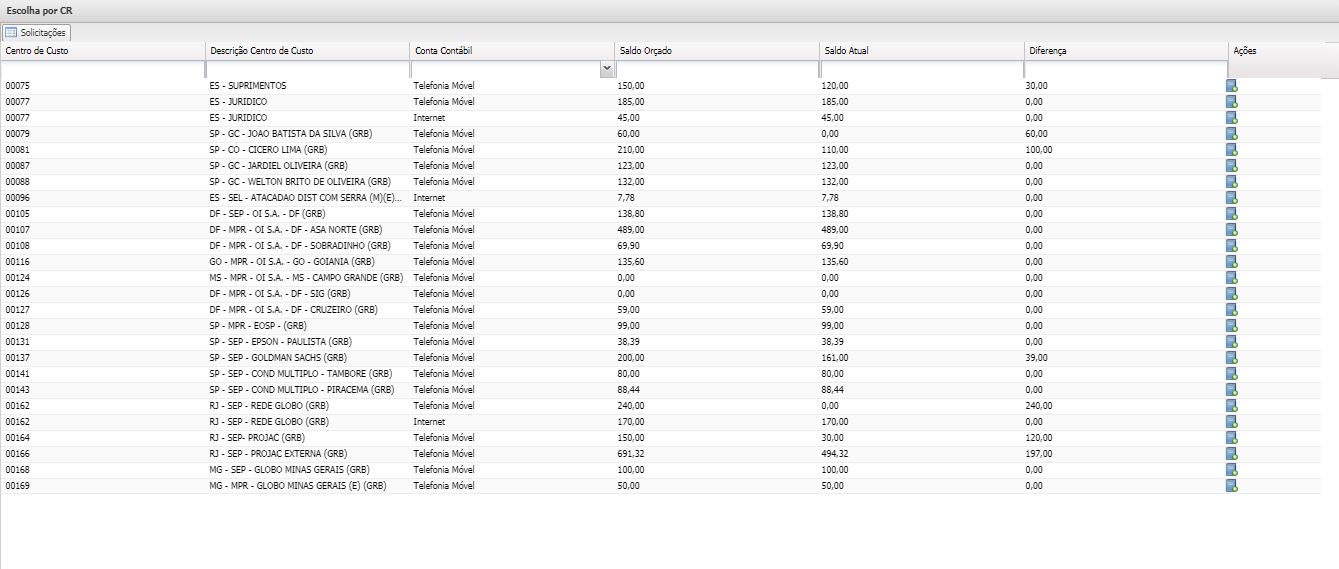 Escolha por CR
Solicitações
Centro de Custo Descrição Centro de Custo Conta Contábil Saldo Orçado Saldo Atual Diferença Ações
00075 ES - SUPRIMENTOS Telefonia Móvel 150,00 120,00 30,00
00077 ES - JURIDICO Telefonia Móvel 185,00 185,00 0,00
00077 ES - JURIDICO Internet 45,00 45,00 0,00
00079 SP - GC - JOAO BATISTA DA SILVA (GRB) Telefonia Móvel 60,00 0,00 60,00
00081 SP - CO - CICERO LIMA (GRB) Telefonia Móvel 210,00 110,00 100,00
00087 SP - GC - JARDIEL OLIVEIRA (GRB) Telefonia Móvel 123,00 123,00 0,00
00088 SP - GC - WELTON BRITO DE OLIVEIRA (GRB) Telefonia Móvel 132,00 132,00 0,00
00096 ES - SEL - ATACADAO DIST COM SERRA (M)(E)... Internet 7,78 7,78 0,00
00105 DF - SEP - OI S.A. - DF (GRB) Telefonia Móvel 138,80 138,80 0,00
00107 DF - MPR - OI S.A. - DF - ASA NORTE (GRB) Telefonia Móvel 489,00 489,00 0,00
00108 DF - MPR - OI S.A. - DF - SOBRADINHO (GRB) Telefonia Móvel 69,90 69,90 0,00
00116 GO - MPR - OI S.A. - GO - GOIANIA (GRB) Telefonia Móvel 135,60 135,60 0,00
00124 MS - MPR - OI S.A. - MS - CAMPO GRANDE (GRB) Telefonia Móvel 0,00 0,00 0,00
00126 DF - MPR - OI S.A. - DF - SIG (GRB) Telefonia Móvel 0,00 0,00 0,00
00127 DF - MPR - OI S.A. - DF - CRUZEIRO (GRB) Telefonia Móvel 59,00 59,00 0,00
00128 SP - MPR - EOSP - (GRB) Telefonia Móvel 99,00 99,00 0,00
00131 SP - SEP - EPSON - PAULISTA (GRB) Telefonia Móvel 38,39 38,39 0,00
00137 SP - SEP - GOLDMAN SACHS (GRB) Telefonia Móvel 200,00 161,00 39,00
00141 SP - SEP - COND MULTIPLO - TAMBORE (GRB) Telefonia Móvel 80,00 80,00 0,00
00143 SP - SEP - COND MULTIPLO - PIRACEMA (GRB) Telefonia Móvel 88,44 88,44 0,00
00162 RJ - SEP - REDE GLOBO (GRB) Telefonia Móvel 240,00 0,00 240,00
00162 RJ - SEP - REDE GLOBO (GRB) Internet 170,00 170,00 0,00
00164 RJ - SEP- PROJAC (GRB) Telefonia Móvel 150,00 30,00 120,00
00166 RJ - SEP - PROJAC EXTERNA (GRB) Telefonia Móvel 691,32 494,32 197,00
00168 MG - SEP - GLOBO MINAS GERAIS (GRB) Telefonia Móvel 100,00 100,00 0,00
00169 MG - MPR - GLOBO MINAS GERAIS (E) (GRB) Telefonia Móvel 50,00 50,00 0,00